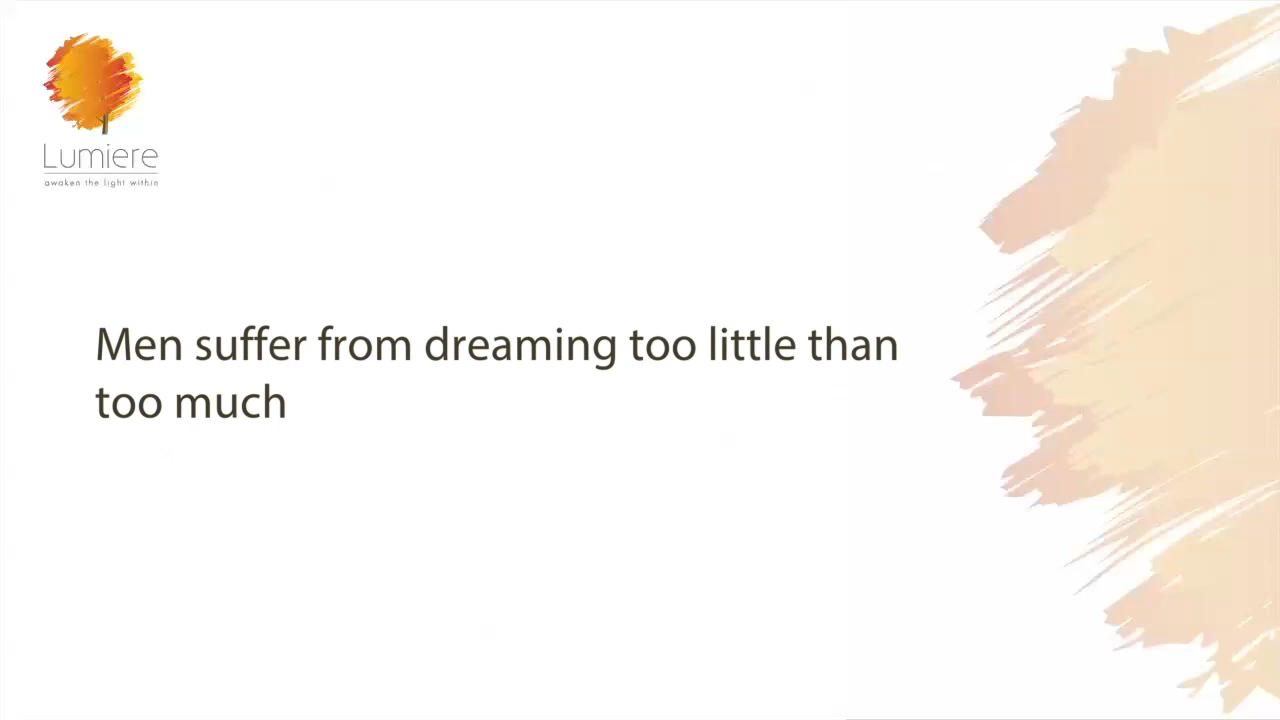 Lumiere
awaken the light within
Men suffer from dreaming too little than
too much